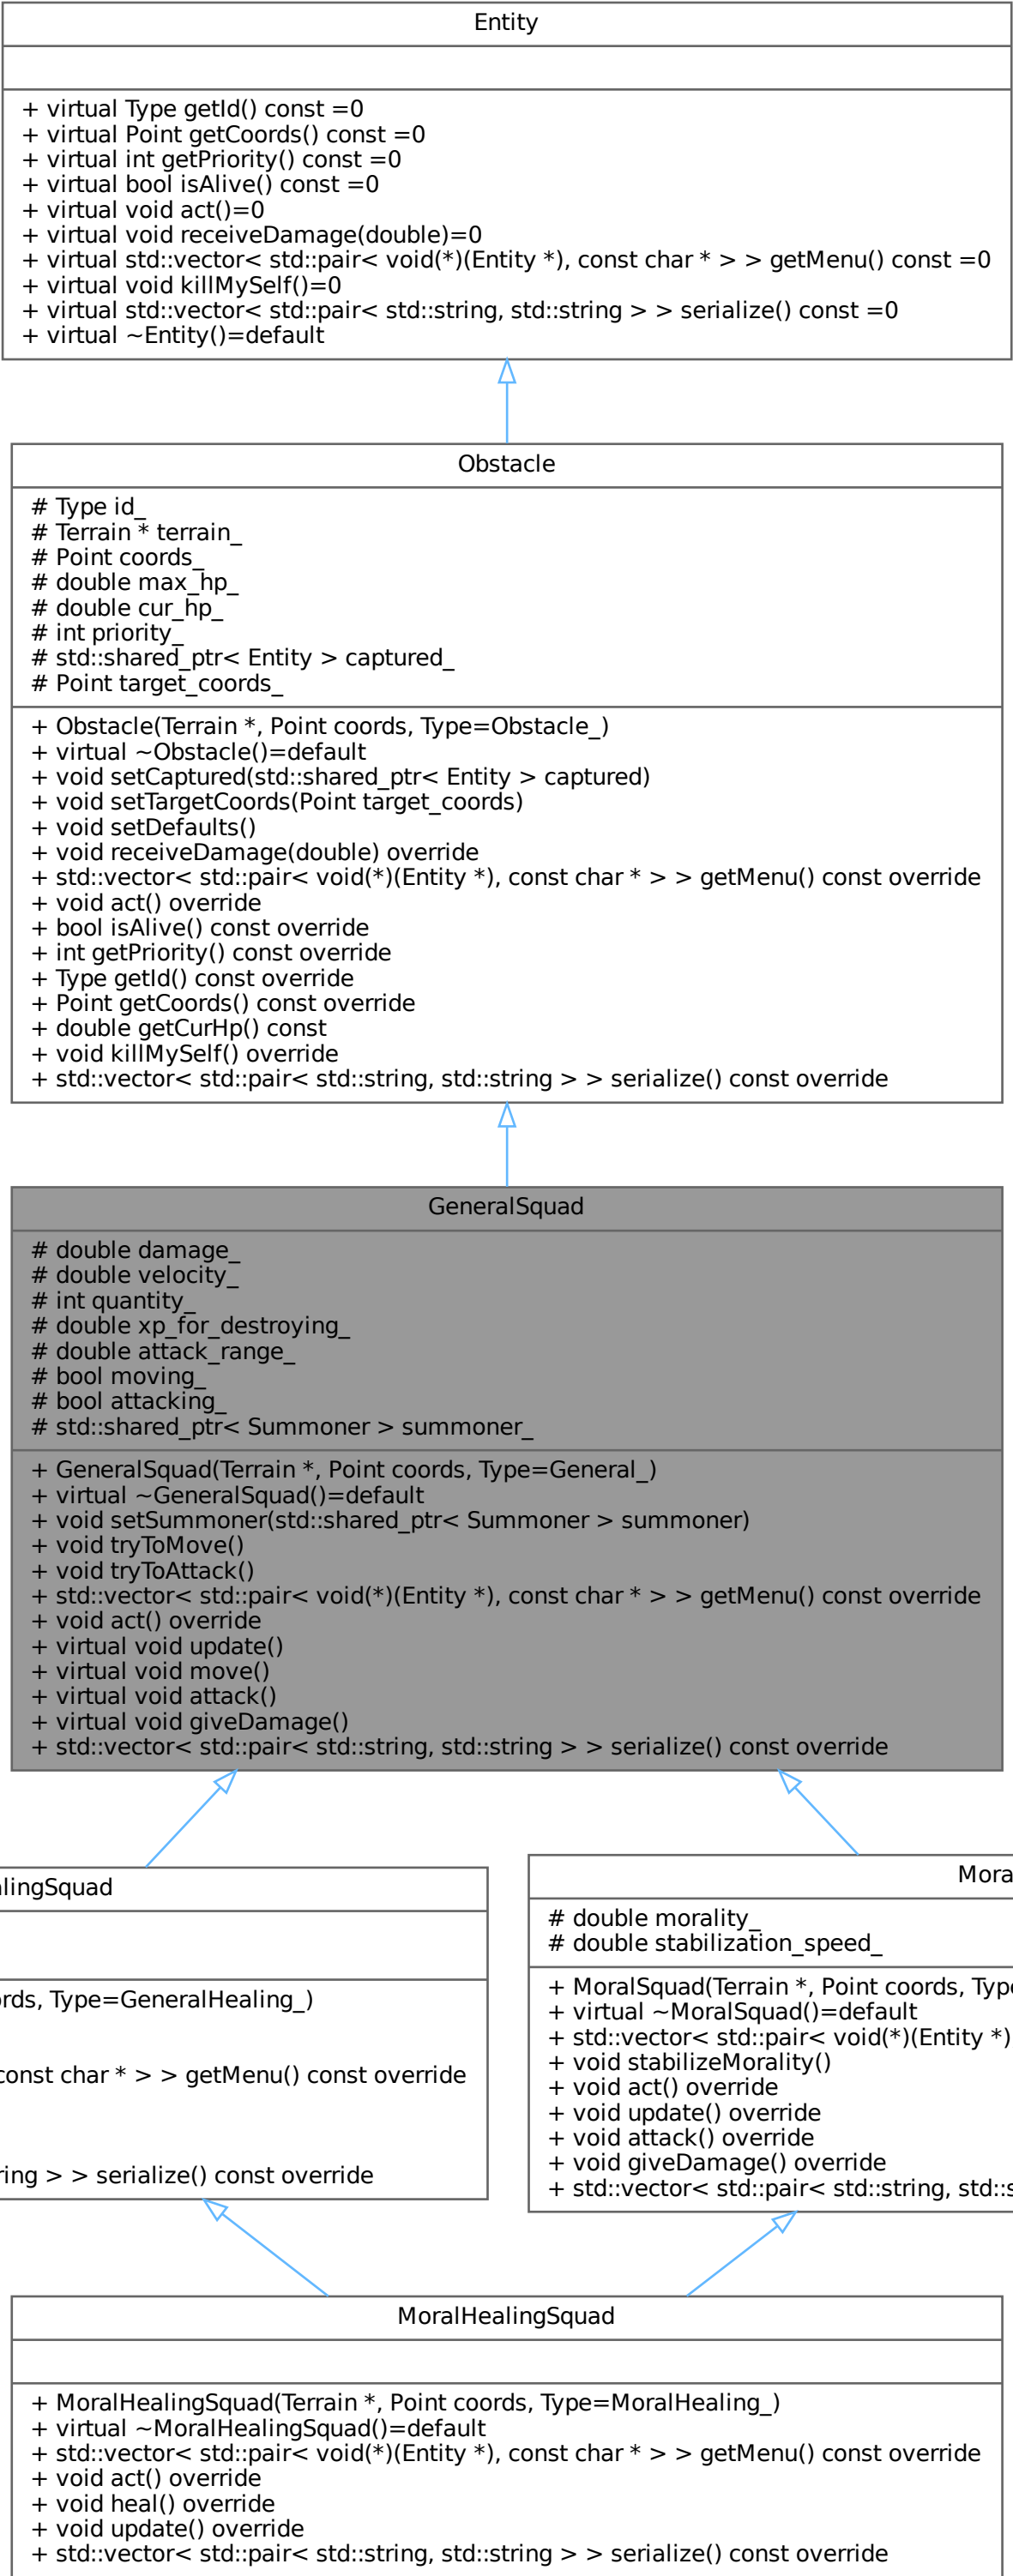 Entity
+ virtual Type getId() const =0
+ virtual Point getCoords() const =0
+ virtual int getPriority() const =0
+ virtual bool isAlive() const =0
+ virtual void act()=0
+ virtual void receiveDamage(double)=0
+ virtual std::vector< std::pair< void(*)(Entity *), const char * > > getMenu() const =0
+ virtual void killMySelf()=0
+ virtual std::vector< std::pair< std::string, std::string > > serialize() const =0
+ virtual ~Entity()=default
Obstacle
# Type id_
# Terrain * terrain_
# Point coords_
# double max_hp_
# double cur_hp_
# int priority_
# std::shared_ptr< Entity > captured_
# Point target_coords_
+ Obstacle(Terrain *, Point coords, Type=Obstacle_)
+ virtual ~Obstacle()=default
+ void setCaptured(std::shared_ptr< Entity > captured)
+ void setTargetCoords(Point target_coords)
+ void setDefaults()
+ void receiveDamage(double) override
+ std::vector< std::pair< void(*)(Entity *), const char * > > getMenu() const override
+ void act() override
+ bool isAlive() const override
+ int getPriority() const override
+ Type getId() const override
+ Point getCoords() const override
+ double getCurHp() const
+ void killMySelf() override
+ std::vector< std::pair< std::string, std::string > > serialize() const override
GeneralSquad
# double damage_
# double velocity_
# int quantity_
# double xp_for_destroying_
# double attack_range_
# bool moving_
# bool attacking_
# std::shared_ptr< Summoner > summoner_
+ GeneralSquad(Terrain *, Point coords, Type=General_)
+ virtual ~GeneralSquad()=default
+ void setSummoner(std::shared_ptr< Summoner > summoner)
+ void tryToMove()
+ void tryToAttack()
+ std::vector< std::pair< void(*)(Entity *), const char * > > getMenu() const override
+ void act() override
+ virtual void update()
+ virtual void move()
+ virtual void attack()
+ virtual void giveDamage()
+ std::vector< std::pair< std::string, std::string > > serialize() const override
alingSquad
rds, Type=GeneralHealing_)
const char * > > getMenu() const override
ring > > serialize() const override
Mora
# double morality_
# double stabilization_speed_
+ MoralSquad(Terrain *, Point coords, Type
+ virtual ~MoralSquad()=default
+ std::vector< std::pair< void(*)(Entity *)
+ void stabilizeMorality()
+ void act() override
+ void update() override
+ void attack() override
+ void giveDamage() override
+ std::vector< std::pair< std::string, std::s
MoralHealingSquad
+ MoralHealingSquad(Terrain *, Point coords, Type=MoralHealing_)
+ virtual ~MoralHealingSquad()=default
+ std::vector< std::pair< void(*)(Entity *), const char * > > getMenu() const override
+ void act() override
+ void heal() override
+ void update() override
+ std::vector< std::pair< std::string, std::string > > serialize() const override